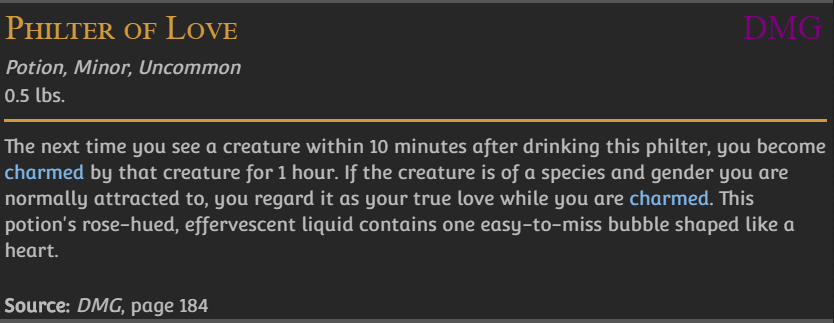 Philter of Love DMG
Potion, Minor, Uncommon
0.5 lbs.
The next time you see a creature within 10 minutes after drinking this philter, you become
charmed by that creature for 1 hour. If the creature is of a species and gender you are
normally attracted to, you regard it as your true love while you are charmed. This
potion's rose-hued, effervescent liquid contains one easy-to-miss bubble shaped like a
heart.
Source: DMG, page 184